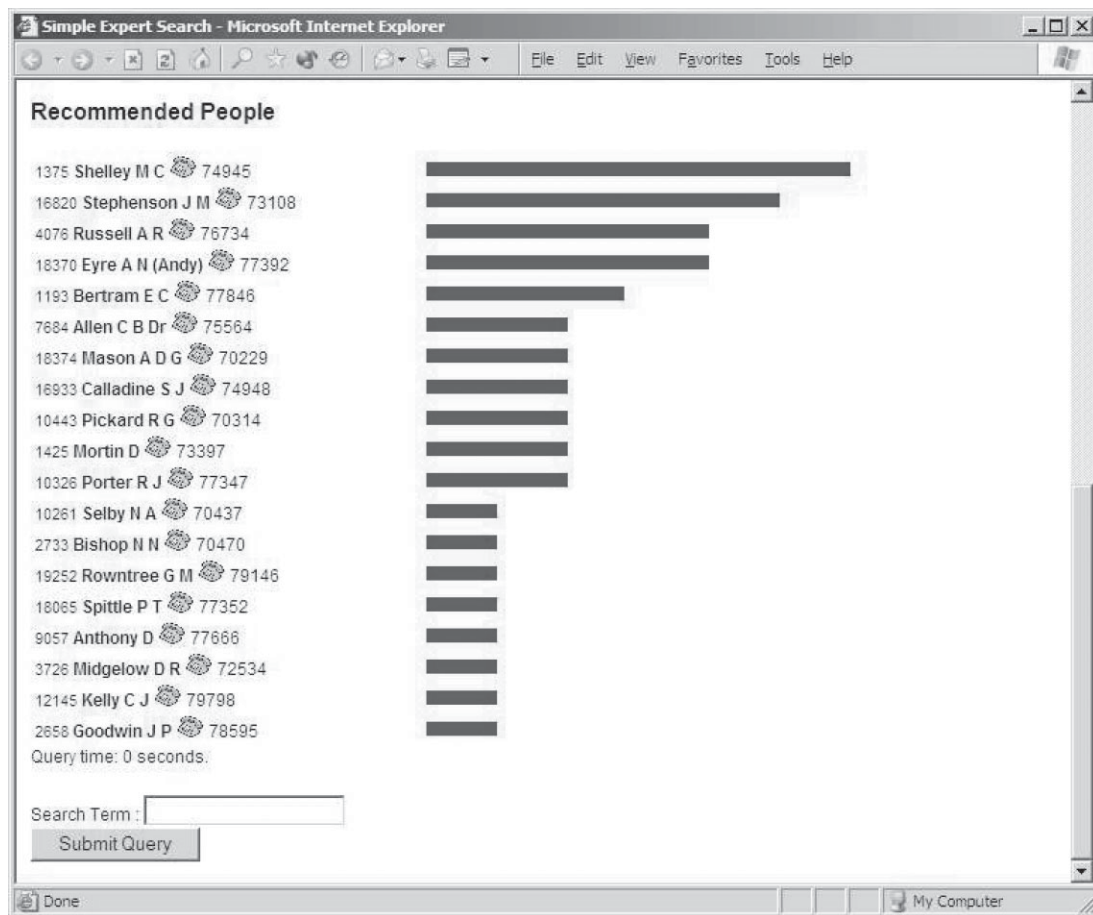 Simple Expert Search - Microsoft Internet Explorer
File Edit View Favorites Tools Help
Recommended People
1375 Shelley M C 74945
16820 Stephenson J M 73108
4076 Russell A R 76734
18370 Eyre A N (Andy) 77392
1193 Bertram E C 77846
7684 Allen C B Dr 75564
18374 Mason A D G 70229
16933 Calladine S J 74948
10443 Pickard R G 70314
1425 Mortin D 73397
10326 Porter R J 77347
10261 Selby N A 70437
2733 Bishop N N 70470
19252 Rowntree G M 79146
18065 Spittle P T 77352
9057 Anthony D 77666
3726 Midgelow D R 72534
12145 Kelly C J 79798
2658 Goodwin J P 78595
Query time: 0 seconds.
Search Term :
Submit Query
Done My Computer